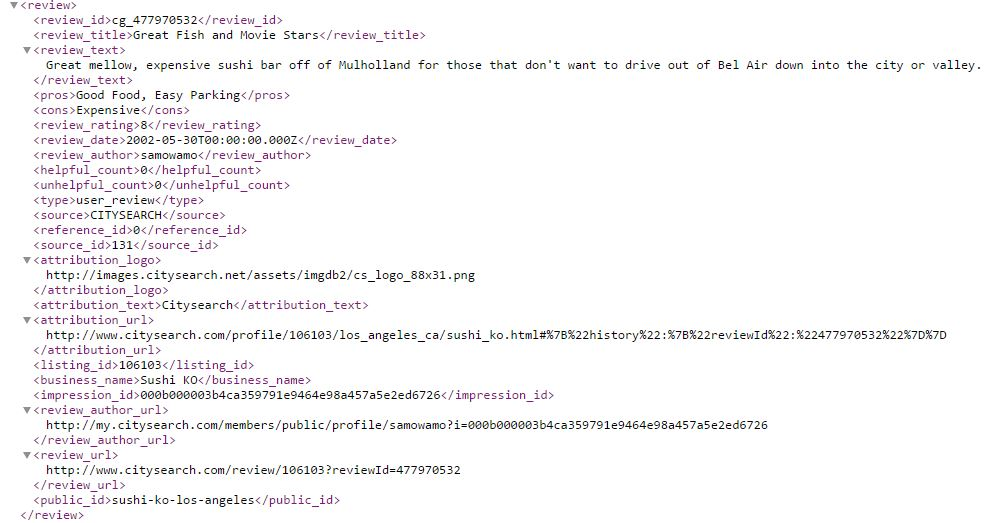 <review>
<review_id>cg_477970532</review_id>
<review_title>Great Fish and Movie Stars</review_title>
<review_text>
Great mellow, expensive sushi bar off of Mulholland for those that don't want to drive out of Bel Air down into the city or valley.
</review_text>
<pros>Good Food, Easy Parking</pros>
<cons>Expensive</cons>
<review_rating>8</review_rating>
<review_date>2002-05-30T00:00:00.000Z</review_date>
<review_author>samowamo</review_author>
<helpful_count>0</helpful_count>
<unhelpful_count>0</unhelpful_count>
<type>user_review</type>
<source>CITYSEARCH</source>
<reference_id>0</reference_id>
<source_id>131</source_id>
<attribution_logo>
http://images.citysearch.net/assets/imgdb2/cs_logo_88x31.png
</attribution_logo>
<attribution_text>Citysearch</attribution_text>
<attribution_url>
http://www.citysearch.com/profile/106103/los_angeles_ca/sushi_ko.html#%7B%22history%22:%7B%22reviewId%22:%22477970532%22%7D%7D
</attribution_url>
<listing_id>106103</listing_id>
<business_name>Sushi KO</business_name>
<impression_id>000b000003b4ca359791e9464e98a457a5e2ed6726</impression_id>
<review_author_url>
http://my.citysearch.com/members/public/profile/samowamo?i=000b000003b4ca359791e9464e98a457a5e2ed6726
</review_author_url>
<review_url>
http://www.citysearch.com/review/106103?reviewId=477970532
</review_url>
<public_id>sushi-ko-los-angeles</public_id>
</review>